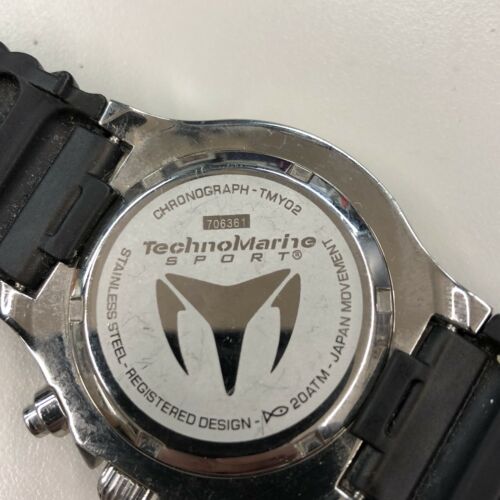 CHRONOGRAPH - TMY02
706361
TechnoMarine
SPORT®
STAINLESS STEEL - REGISTERED DESIGN - 20ATM - JAPAN MOVEMENT